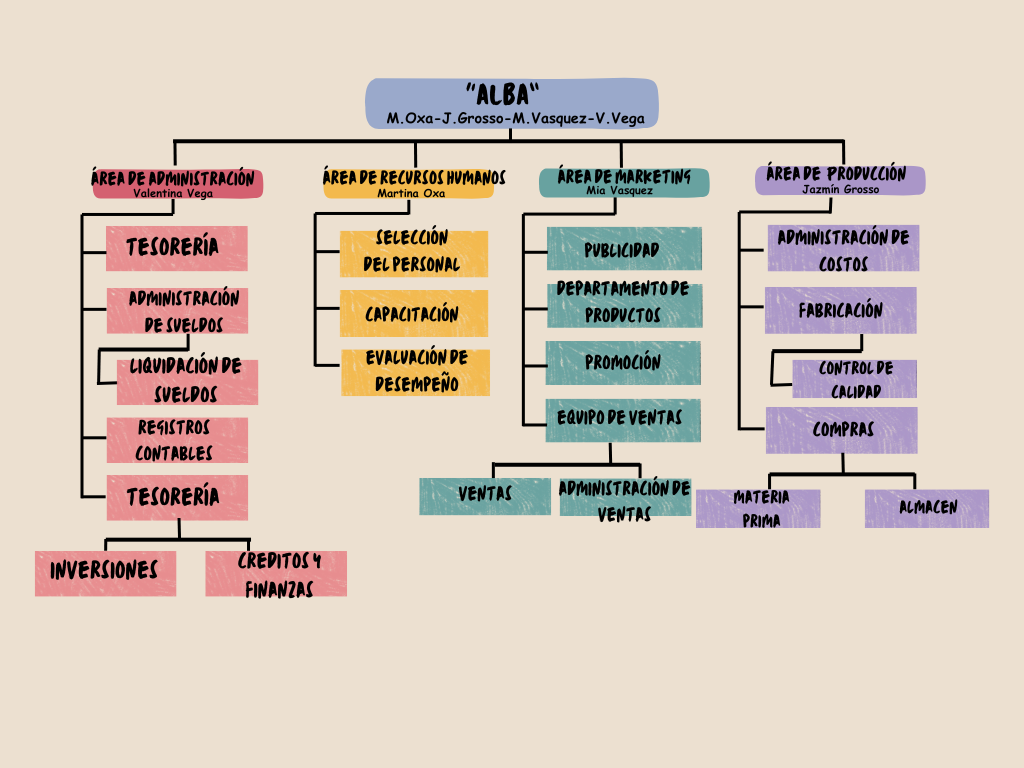 "ALBA"
M.Oxa-J.Grosso-M.Vasquez-V.Vega
ÁREA DE ADMINISTRACIÓN
Valentina Vega
TESORERÍA
ADMINISTRACIÓN
DE SUELDOS
LIQUIDACIÓN DE
SUELDOS
REGISTROS
CONTABLES
TESORERÍA
INVERSIONES
CREDITOS Y
FINANZAS
ÁREA DE RECURSOS HUMANOS
Martina Oxa
SELECCIÓN
DEL PERSONAL
CAPACITACIÓN
EVALUACIÓN DE
DESEMPEÑO
ÁREA DE MARKETING
Mia Vasquez
PUBLICIDAD
DEPARTAMENTO DE
PRODUCTOS
PROMOCIÓN
EQUIPO DE VENTAS
VENTAS
ADMINISTRACIÓN DE
VENTAS
ÁREA DE PRODUCCIÓN
Jazmín Grosso
ADMINISTRACIÓN DE
COSTOS
FABRICACIÓN
CONTROL DE
CALIDAD
COMPRAS
MATERIA
PRIMA
ALMACEN